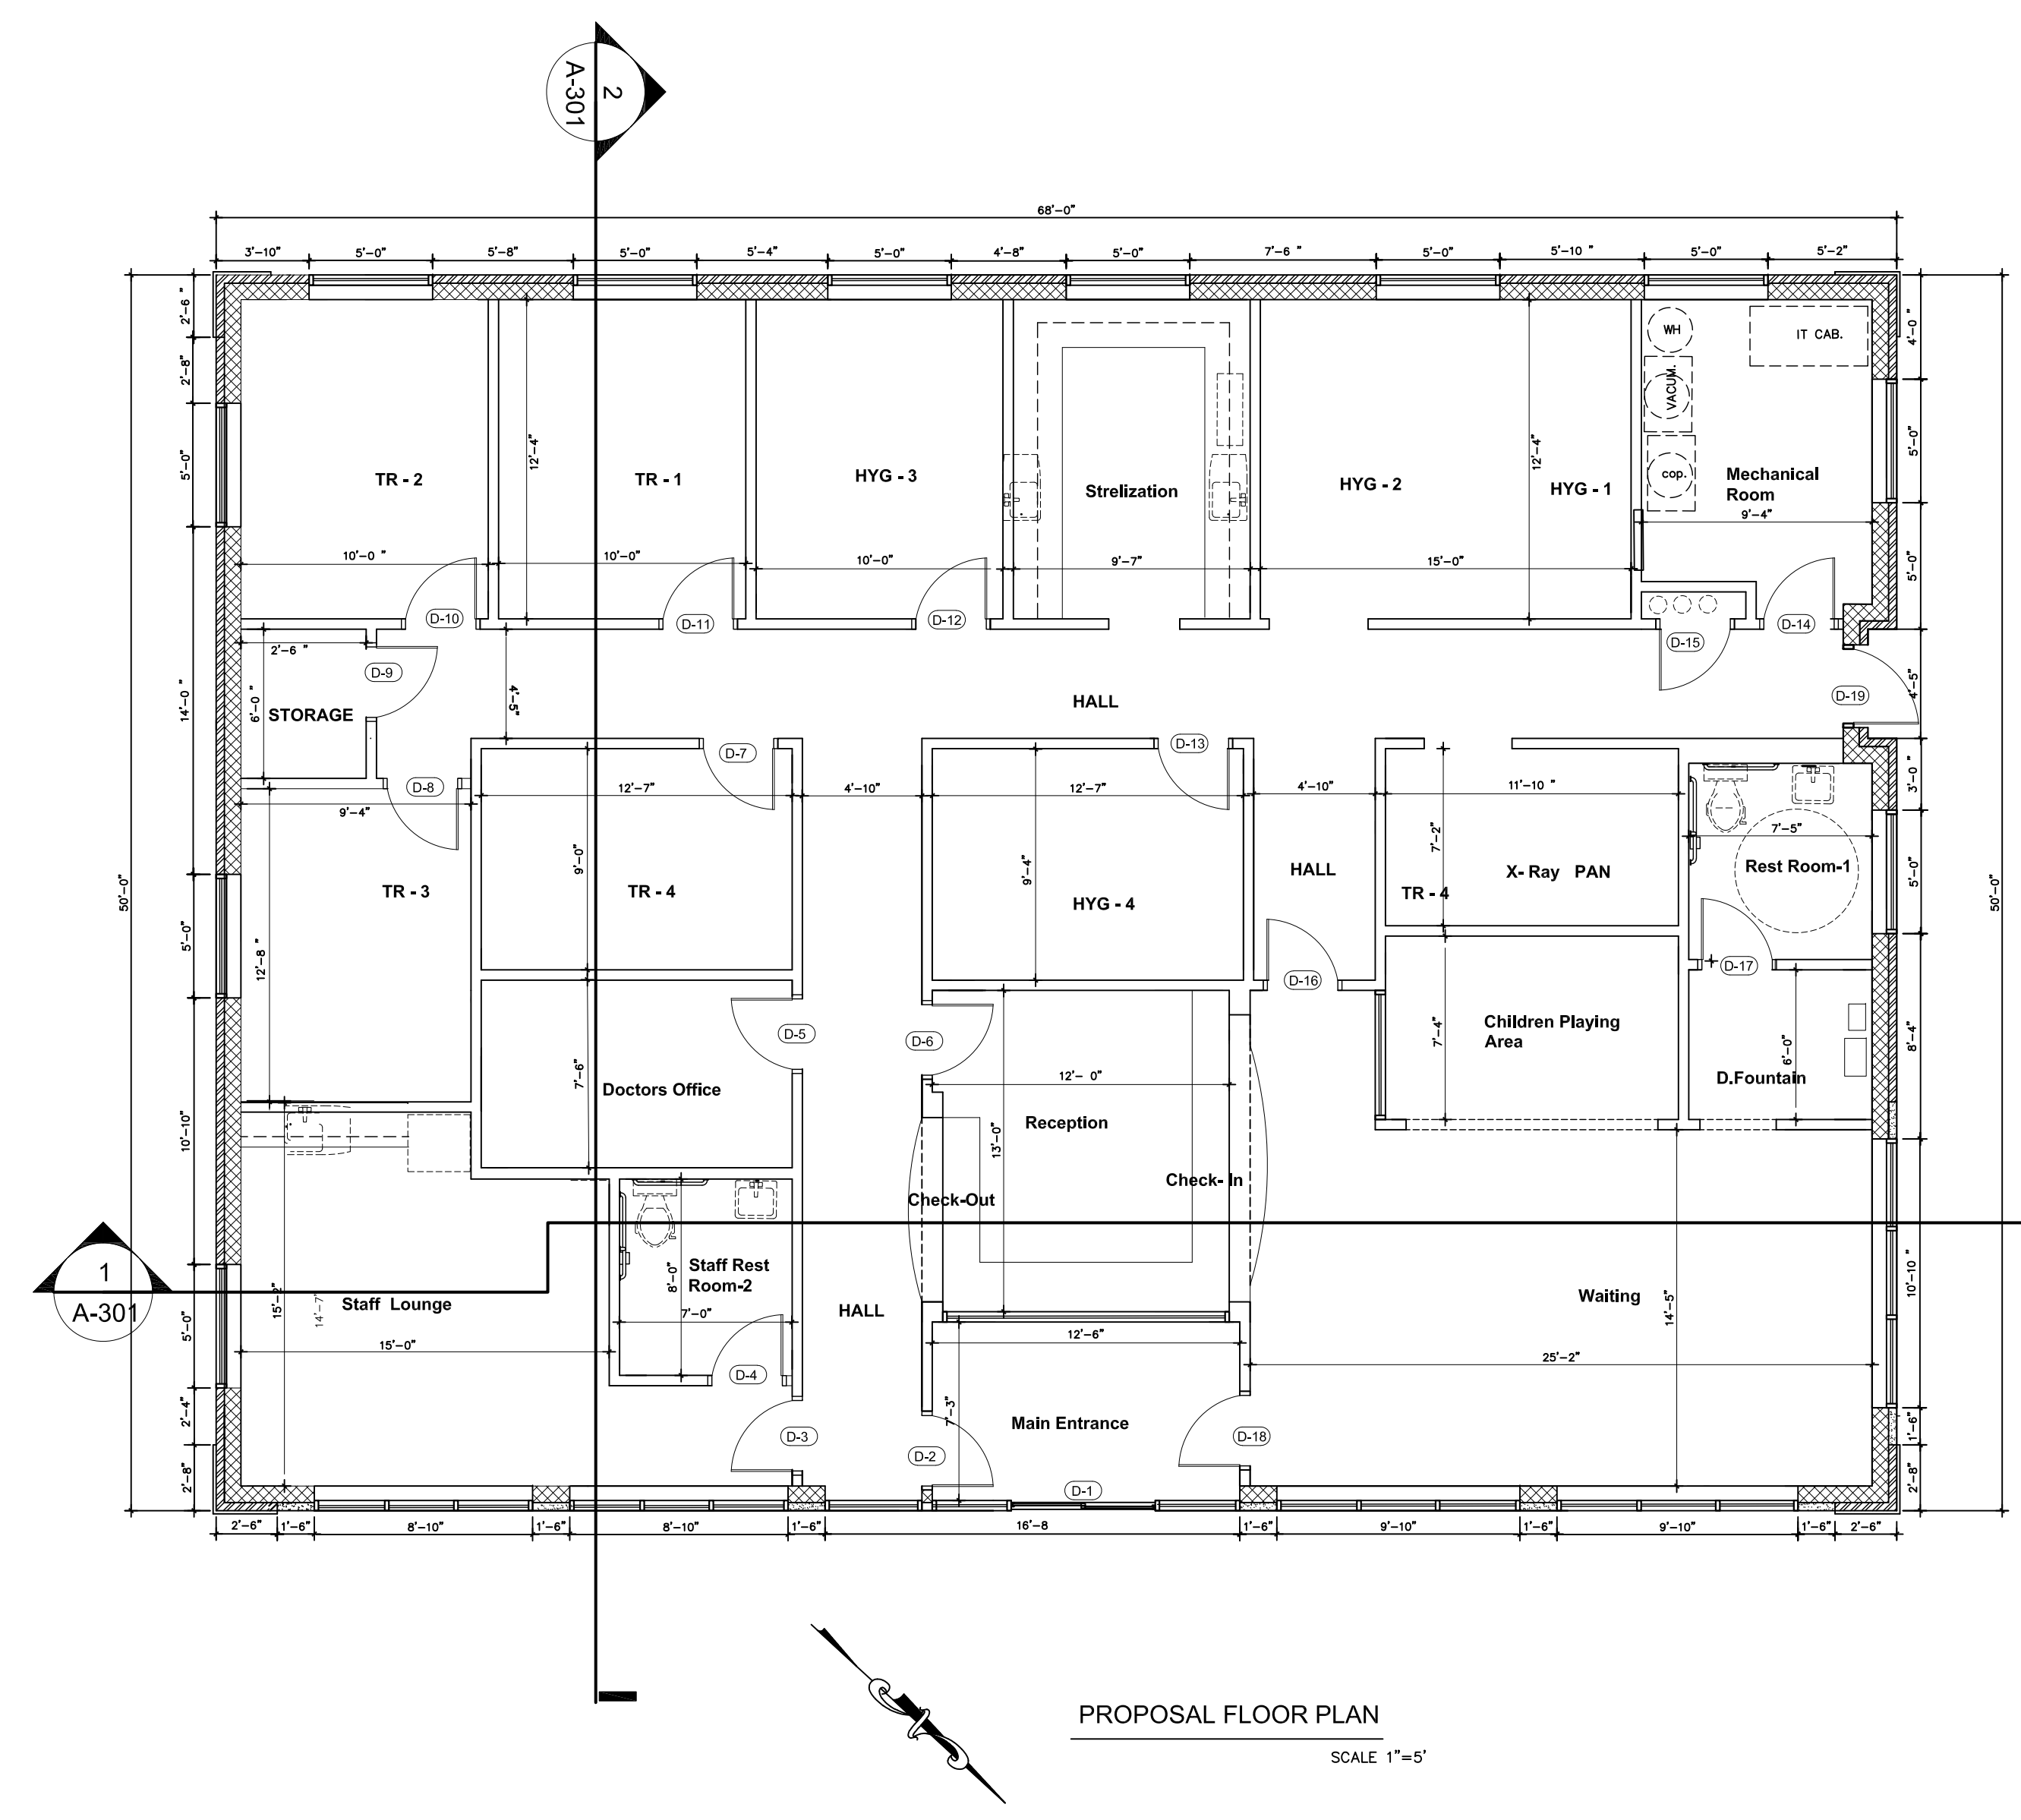 2
A-301
68'-0"
3'-10"
5'-0"
5'-8"
5'-0"
5'-4"
5'-0"
4'-8"
5'-0"
7'-6 "
5'-0"
5'-10 "
5'-0"
5'-2"
2'-6 "
2'-8"
5'-0"
14'-0 "
5'-0"
10'-10"
5'-0"
2'-4"
2'-8"
50'-0"
4'-0 "
5'-0"
5'-0"
4'-5"
3'-0 "
5'-0"
8'-4"
10'-10"
1'-6"
2'-8"
50'-0"
WH
IT CAB.
VACUM.
cop.
12'-4"
12'-4"
TR - 2
TR - 1
HYG - 3
Strelization
HYG - 2
HYG - 1
Mechanical
Room
9'-4"
10'-0 "
10'-0"
10'-0"
9'-7"
15'-0"
D-10
D-11
D-12
D-14
D-15
2'-6 "
D-9
6'-0 "
STORAGE
4'-5"
HALL
D-19
D-7
D-13
D-8
9'-4"
12'-7"
4'-10"
12'-7"
4'-10"
11'-10 "
7'-5"
9'-0"
9'-4"
7'-2"
TR - 3
TR - 4
HYG - 4
HALL
TR - 4
X- Ray PAN
Rest Room-1
12'-8 "
D-16
D-17
D-5
D-6
Children Playing
Area
7'-4"
6'-0"
D.Fountain
7'-6"
Doctors Office
12'- 0"
Reception
13'-0"
Check- In
Check-Out
1
A-301
Staff Rest
Room-2
8'-0"
7'-0"
15'-2"
14'-7"
Staff Lounge
15'-0"
HALL
12'-6"
Waiting
14'-5"
25'-2"
D-4
7'-3"
Main Entrance
D-3
D-2
D-18
D-1
2'-6"
1'-6"
8'-10"
1'-6"
8'-10"
1'-6"
16'-8
1'-6"
9'-10"
1'-6"
9'-10"
1'-6"
2'-6"
PROPOSAL FLOOR PLAN
SCALE 1"=5'